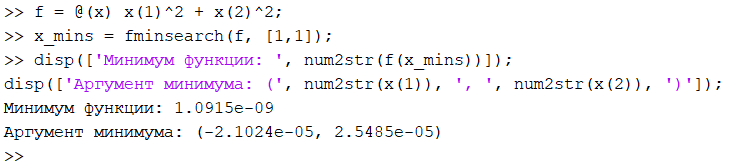 >> f = @(x) x(1)^2 + x(2)^2;
>> x_mins = fminsearch(f, [1,1]);
>> disp(['Минимум функции: ', num2str(f(x_mins))]);
disp(['Аргумент минимума: (', num2str(x(1)), ', ', num2str(x(2)), ')']);
Минимум функции: 1.0915e-09
Аргумент минимума: (-2.1024e-05, 2.5485e-05)
>>